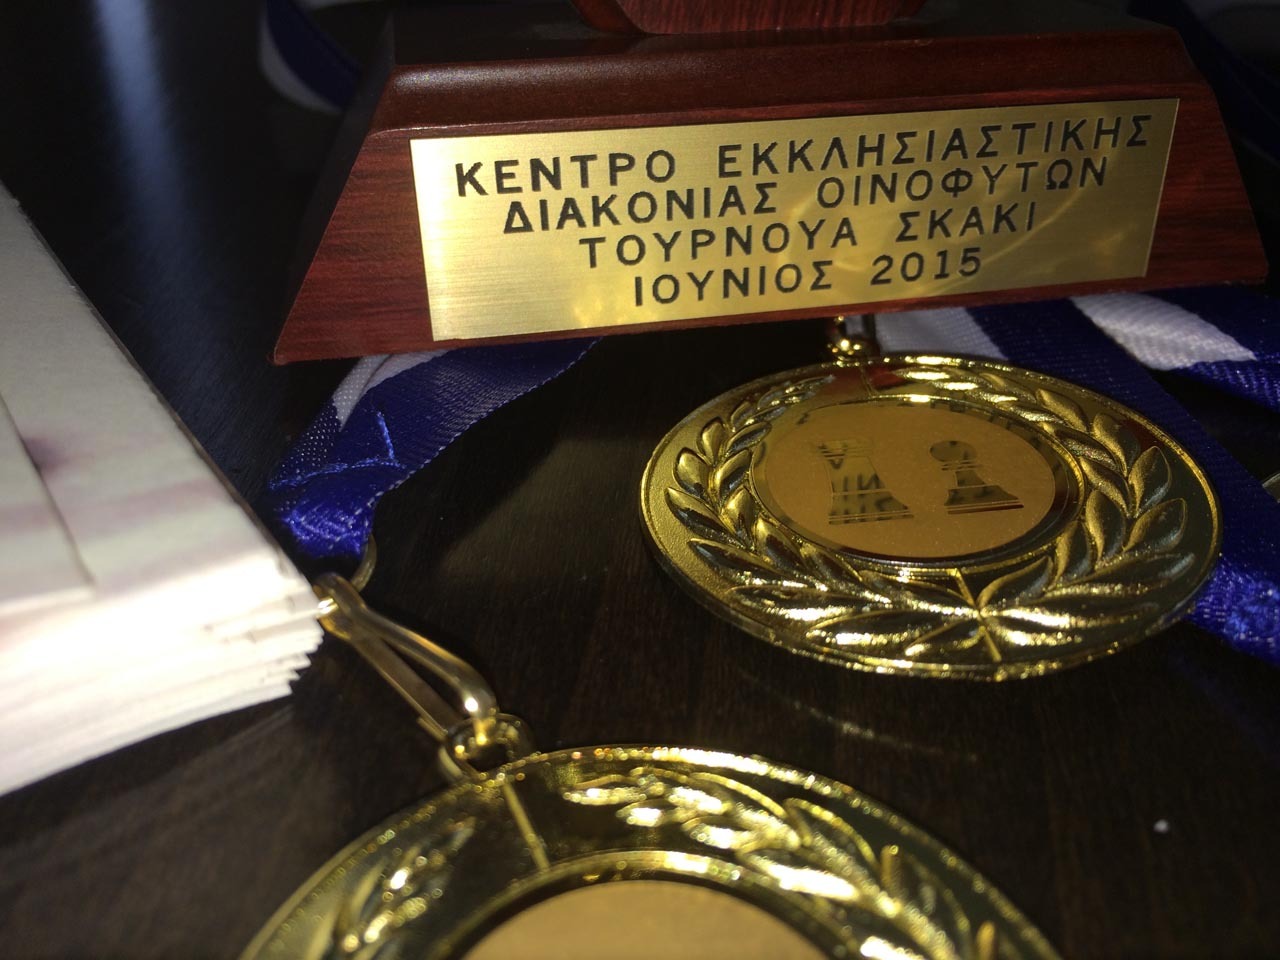 ΚΕΝΤΡΟ ΕΚΚΛΗΣΙΑΣΤΙΚΗΣ
ΔΙΑΚΟΝΙΑΣ ΟΙΝΟΦΥΤΩΝ
ΤΟΥΡΝΟΥΑ ΣΚΑΚΙ
ΙΟΥΝΙΟΣ 2015